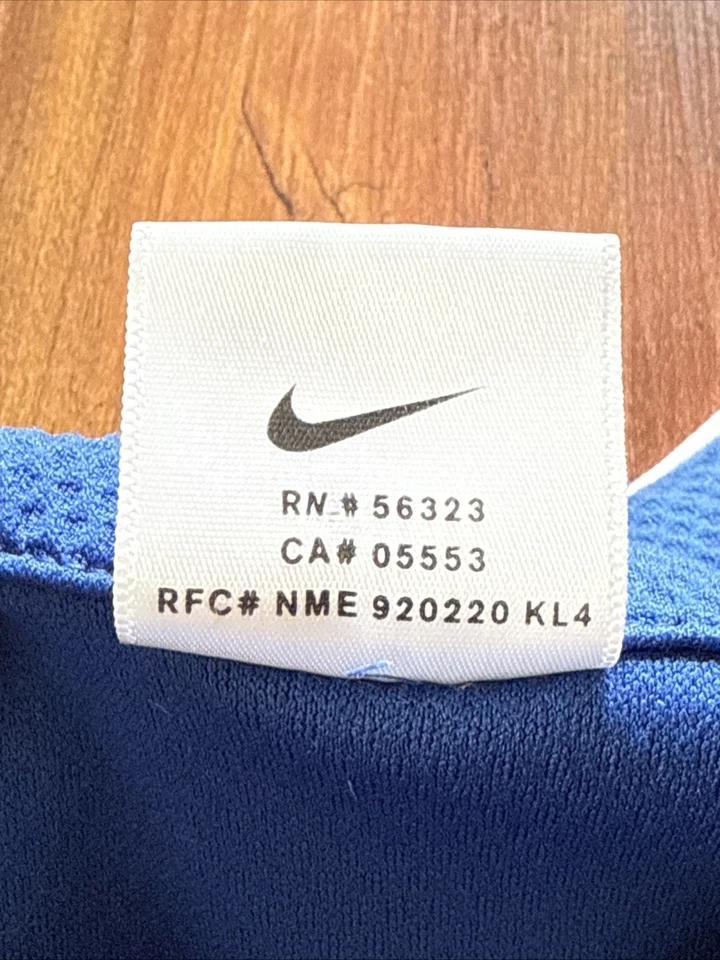 RN # 56323
CA# 05553
RFC# NME 920220 KL4